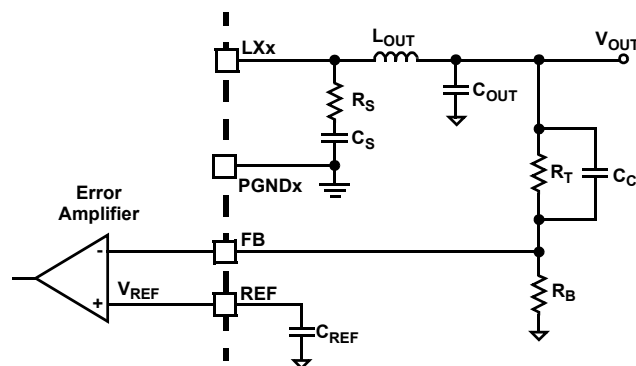 LXx
LOUT
VOUT
RS
COUT
CS
PGNDx
RT
CC
Error
Amplifier
FB
-
VREF
REF
+
RB
CREF